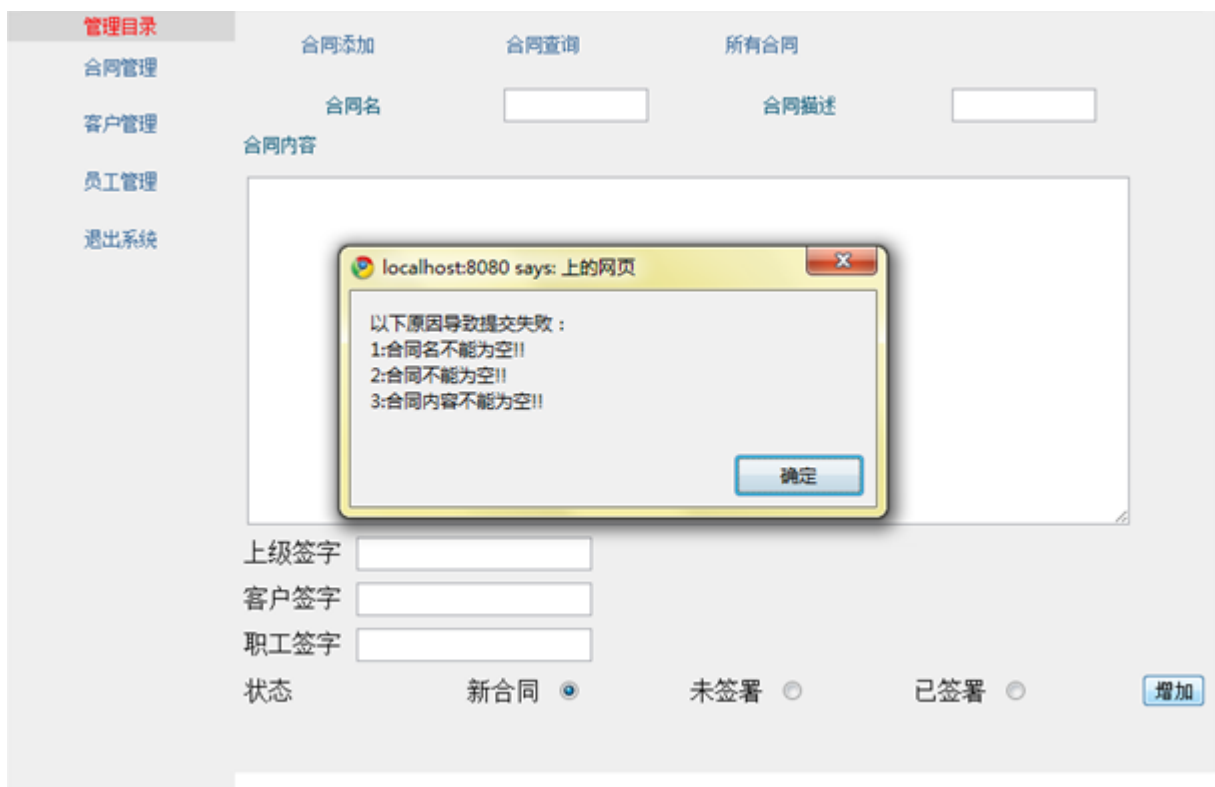 管理目录
合同管理
客户管理
员工管理
退出系统
合同添加 合同查询 所有合同
合同名 合同描述
合同内容
localhost:8080 says: 上的网页
以下原因导致提交失败：
1:合同名不能为空!!
2:合同不能为空!!
3:合同内容不能为空!!
确定
上级签字
客户签字
职工签字
状态 新合同 未签署 已签署 增加